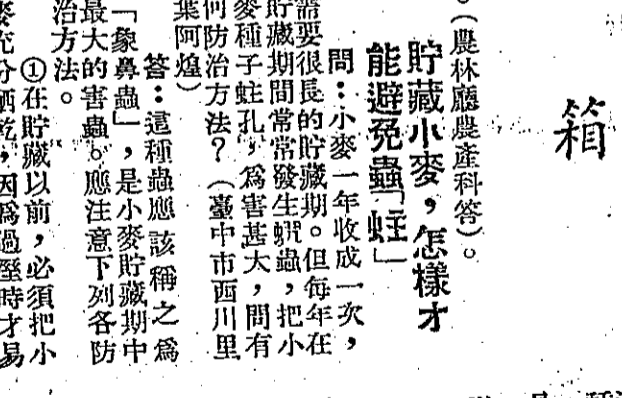 箱
。（農林廳農產科答）。
貯藏小麥，怎樣才
能避免蟲「蛀」
問：小麥一年收成一次，
需要很長的貯藏期。但每年在
貯藏期間常常發生蟲，把小
麥種子蛀孔，爲害甚大，問有
何防治方法？（臺中市西川里
葉阿煌）
答：這種蟲應該稱之爲
「象鼻蟲」，是小麥貯藏期中
最大的害蟲。應注意下列各防
治方法。
①在貯藏以前，必須把小
麥充分晒乾，因爲過時才易